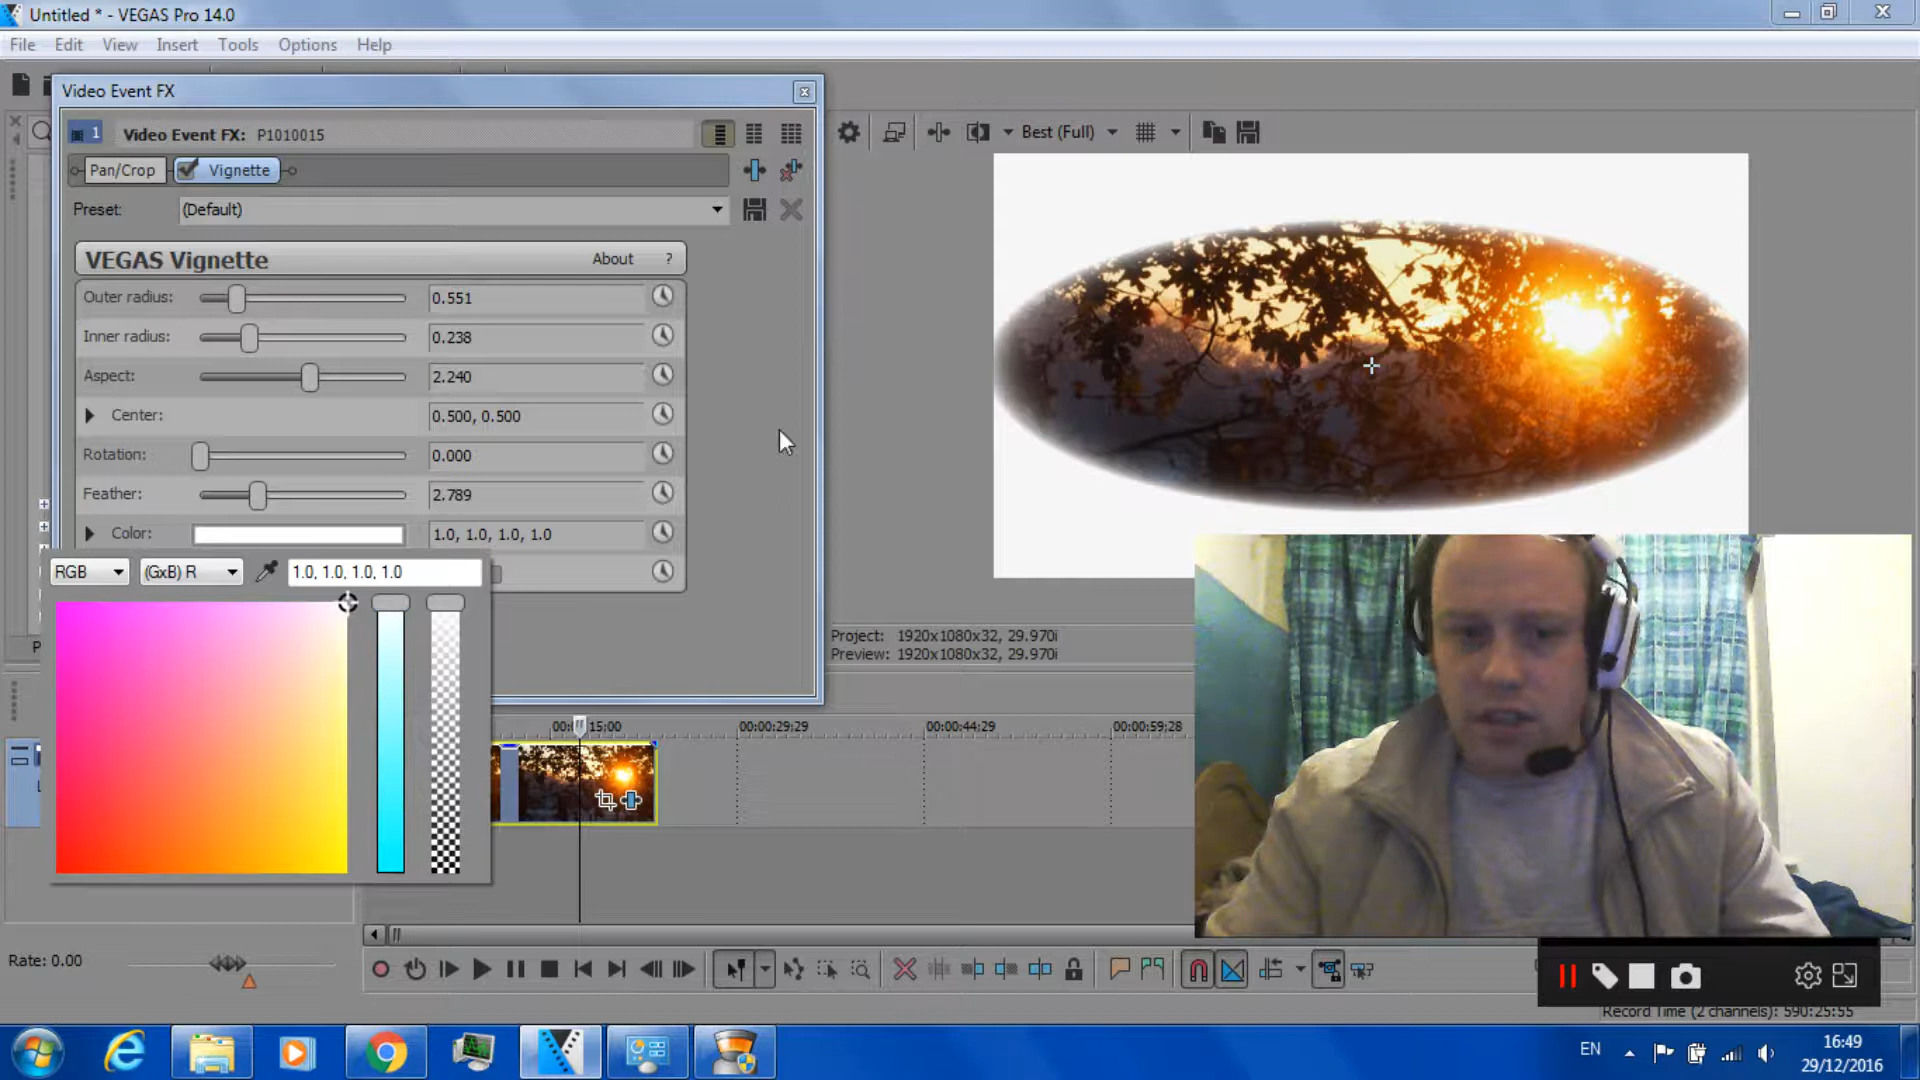 Untitled * - VEGAS Pro 14.0
File Edit View Insert Tools Options Help
Video Event FX
1 Video Event FX: P1010015
Best (Full)
Pan/Crop Vignette
Preset: (Default)
VEGAS Vignette About ?
Outer radius: 0.551
Inner radius: 0.238
Aspect: 2.240
Center: 0.500, 0.500
Rotation: 0.000
Feather: 2.789
Color: 1.0, 1.0, 1.0, 1.0
RGB (GxB) R 1.0, 1.0, 1.0, 1.0
Project: 1920x1080x32, 29.970i
Preview: 1920x1080x32, 29.970i
15:00 00:00:29;29 00:00:44;29 00:00:59;28
Rate: 0.00
Record Time (2 channels): 590:25:55
EN
16:49
29/12/2016